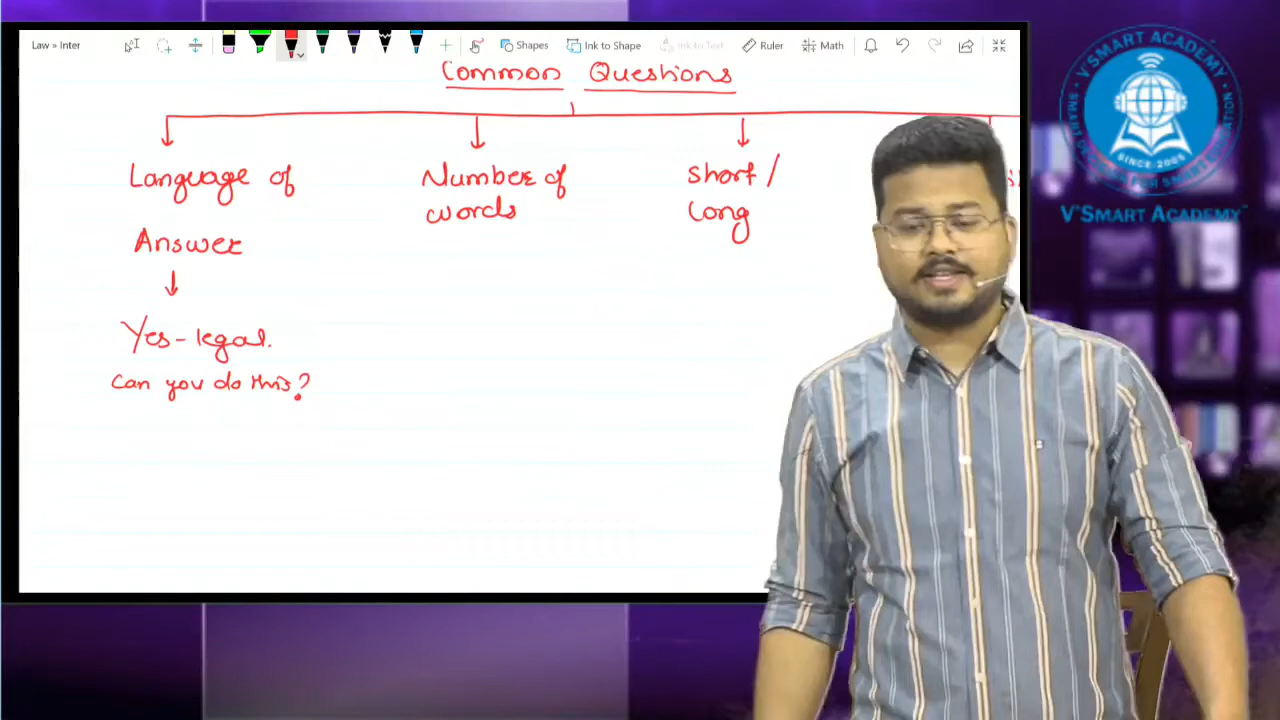 Law » Inter
Shapes
Ink to Shape
Ink to Text
Ruler
Math
Common Questions
Language of
Answer
Yes - legal.
Can you do this?
Number of
words
Short /
Long
V'SMART ACADEMY
SINCE 2005
V'SMART ACADEMY